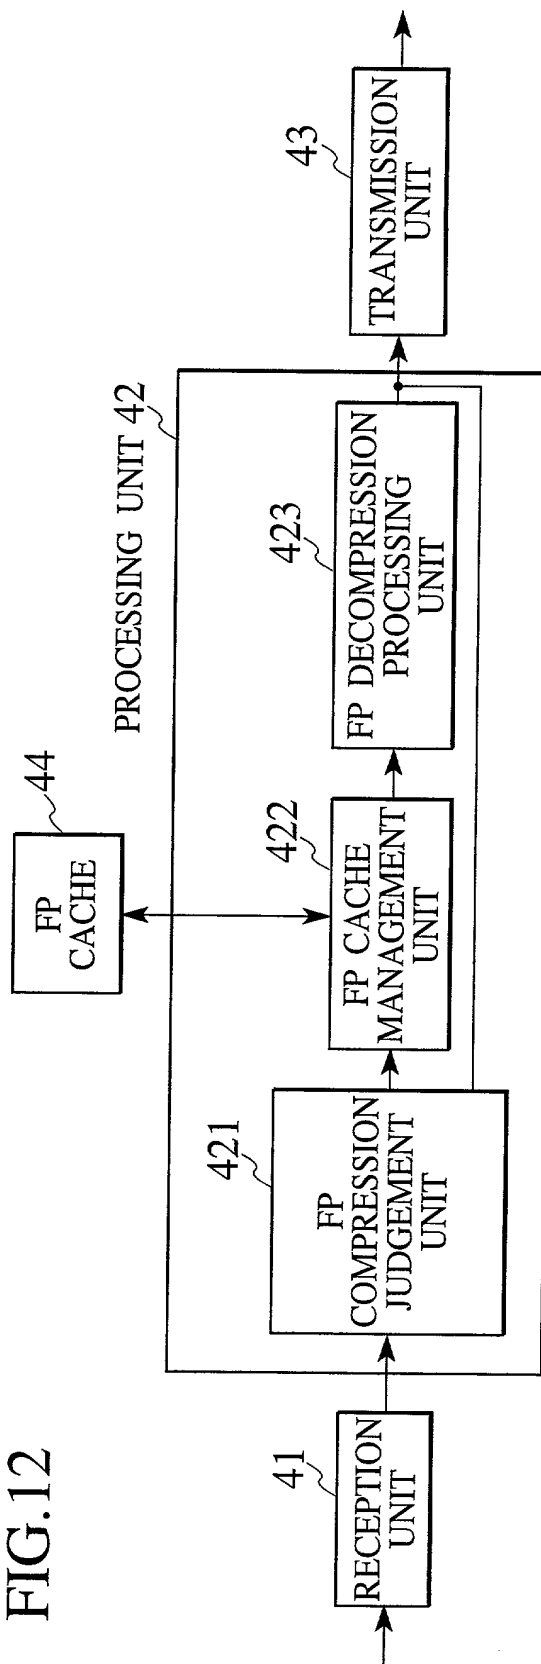 FIG.12
44
FP
CACHE
PROCESSING UNIT 42
41
RECEPTION
UNIT
421
FP
COMPRESSION
JUDGEMENT
UNIT
422
FP CACHE
MANAGEMENT
UNIT
423
FP DECOMPRESSION
PROCESSING
UNIT
43
TRANSMISSION
UNIT